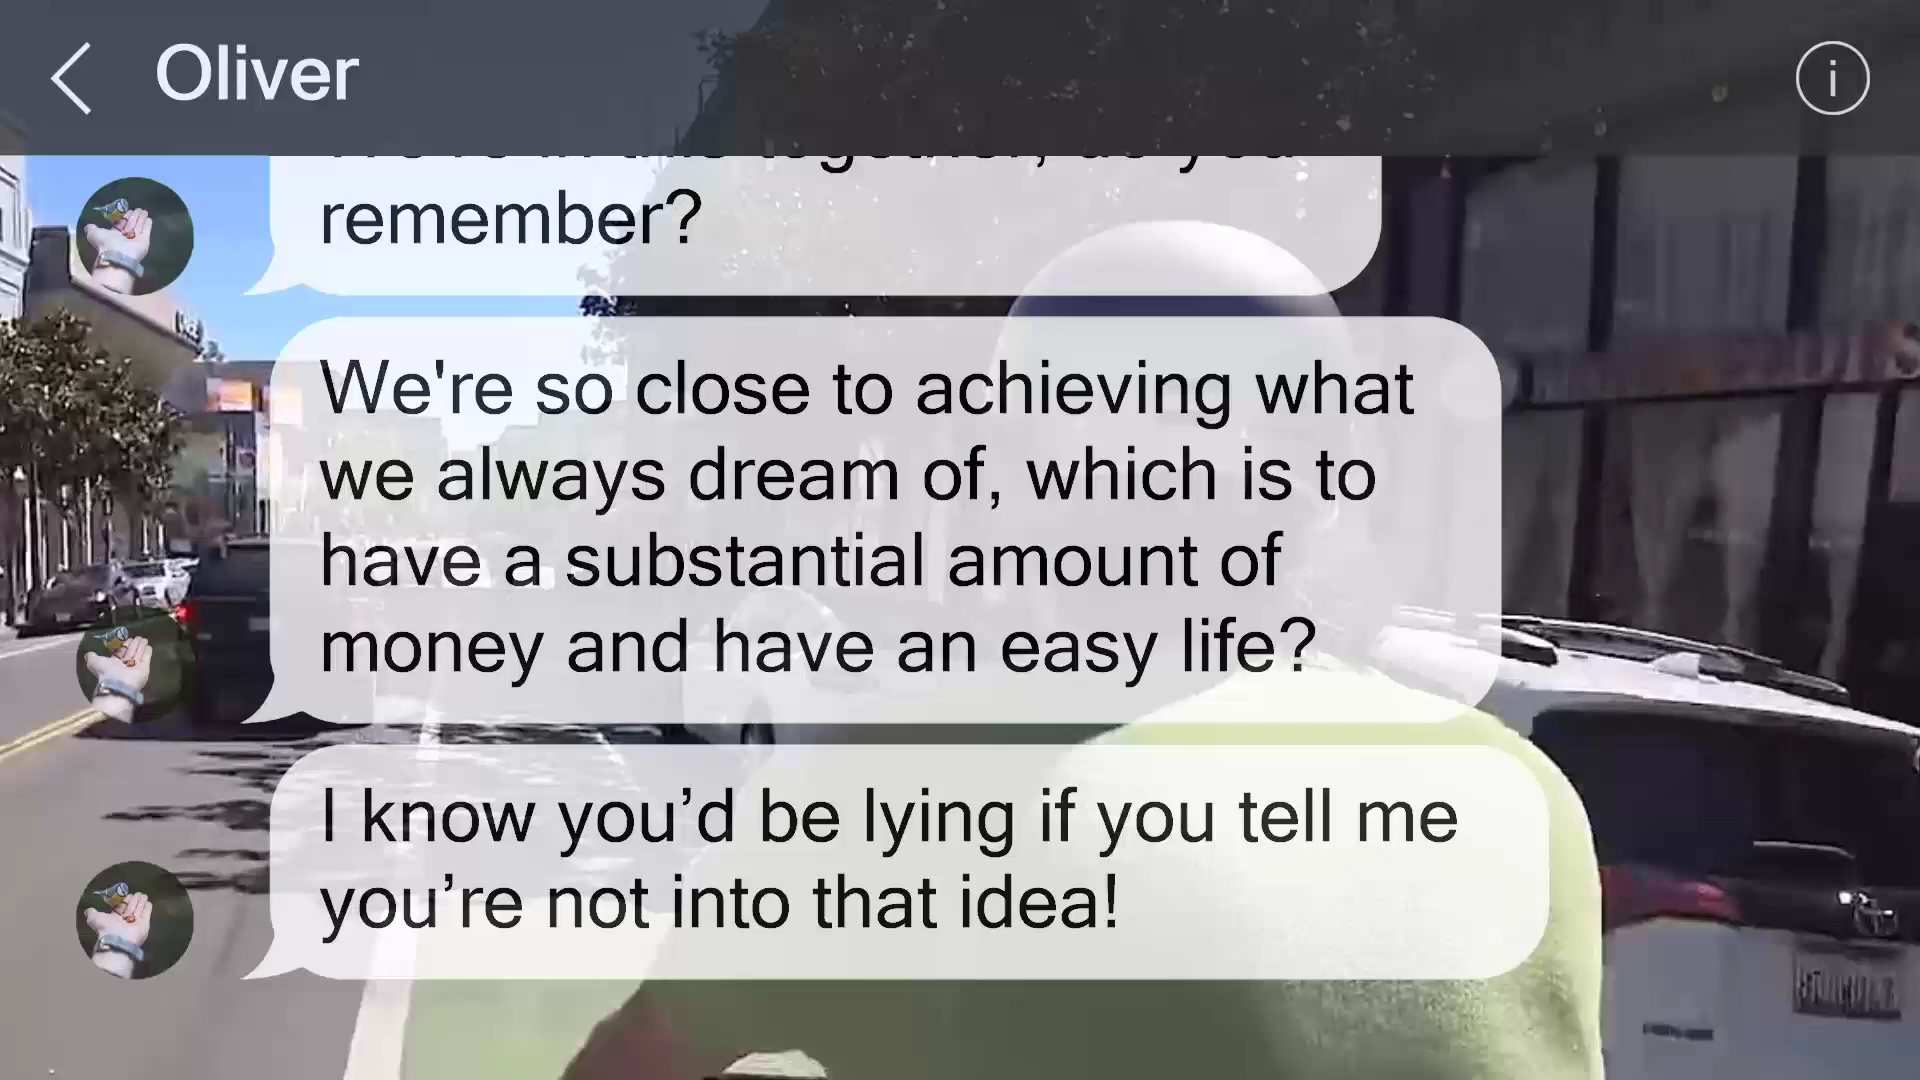 Oliver
remember?
We're so close to achieving what
we always dream of, which is to
have a substantial amount of
money and have an easy life?
I know you’d be lying if you tell me
you’re not into that idea!